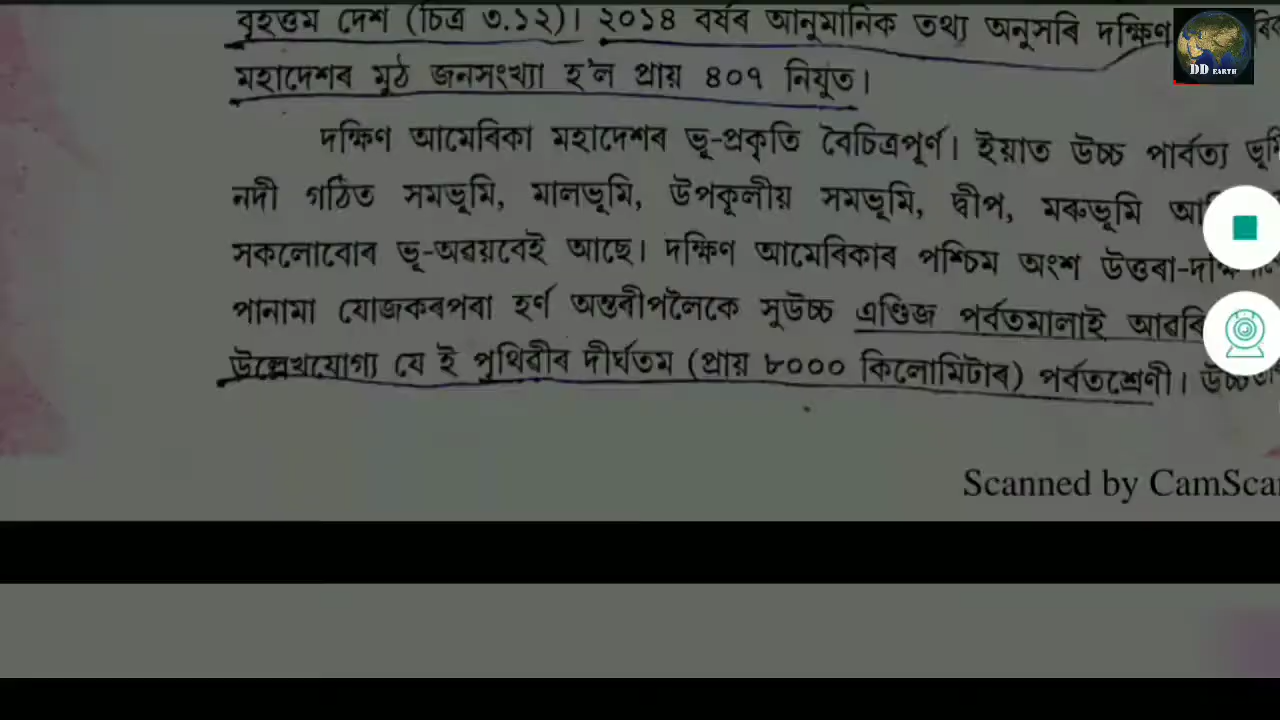 বৃহত্তম দেশ (চিত্ৰ ৩.১২)। ২০১৪ বৰ্ষৰ আনুমানিক তথ্য অনুসৰি দক্ষিণ
মহাদেশৰ মুঠ জনসংখ্যা হ'ল প্ৰায় ৪০৭ নিযুত।
দক্ষিণ আমেৰিকা মহাদেশৰ ভূ-প্ৰকৃতি বৈচিত্ৰপূৰ্ণ। ইয়াত উচ্চ পাৰ্বত্য
নদী গঠিত সমভূমি, মালভূমি, উপকূলীয় সমভূমি, দ্বীপ, মৰুভূমি
সকলোবোৰ ভূ-অৱয়বেই আছে। দক্ষিণ আমেৰিকাৰ পশ্চিম অংশ
পানামা যোজকৰপৰা হৰ্ণ অন্তৰীপলৈকে সুউচ্চ এণ্ডিজ পৰ্বতমালাই
উল্লেখযোগ্য যে ই পৃথিৱীৰ দীৰ্ঘতম (প্ৰায় ৮০০০ কিলোমিটাৰ) পৰ্বতশ্ৰেণী।
Scanned by
DD EARTH